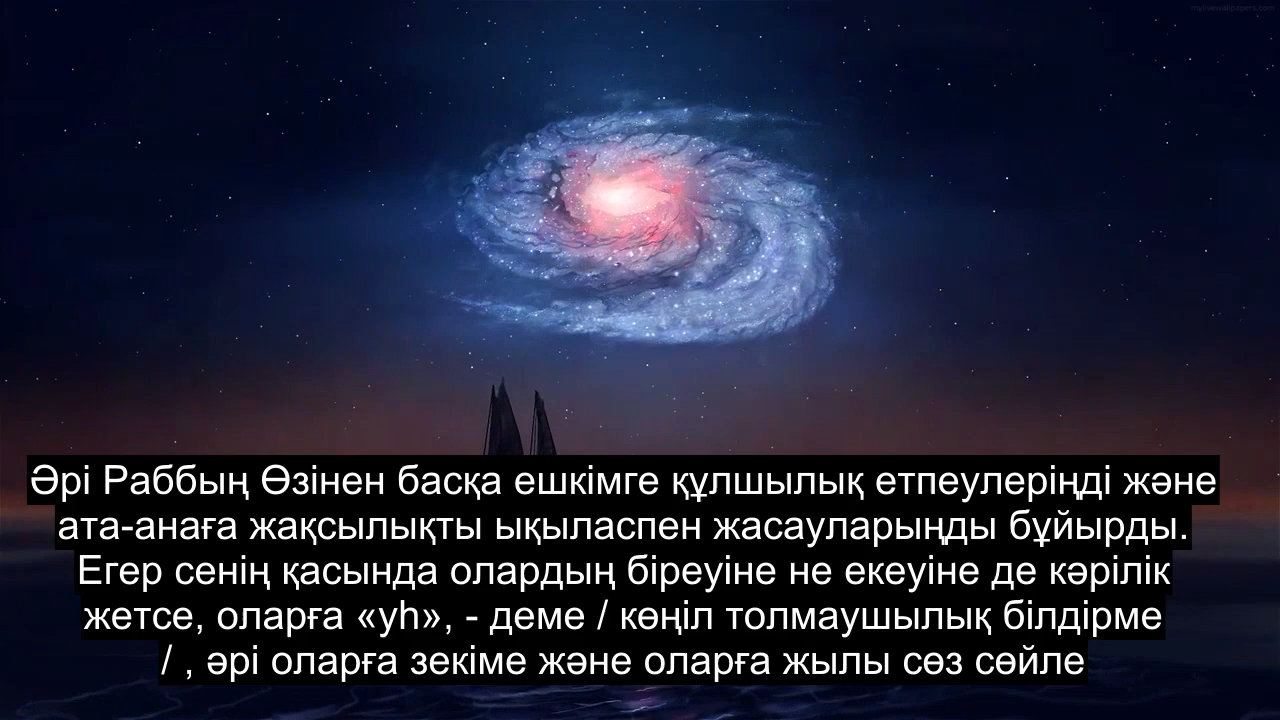 Әрі Раббың Өзінен басқа ешкімге құлшылық етпеулеріңді және
ата-анаға жақсылықты ықыласпен жасауларыңды бұйырды.
Егер сенің қасында олардың біреуіне не екеуіне де кәрілік
жетсе, оларға «уһ», - деме / көңіл толмаушылық білдірме
/ , әрі оларға зекіме және оларға жылы сөз сөйле